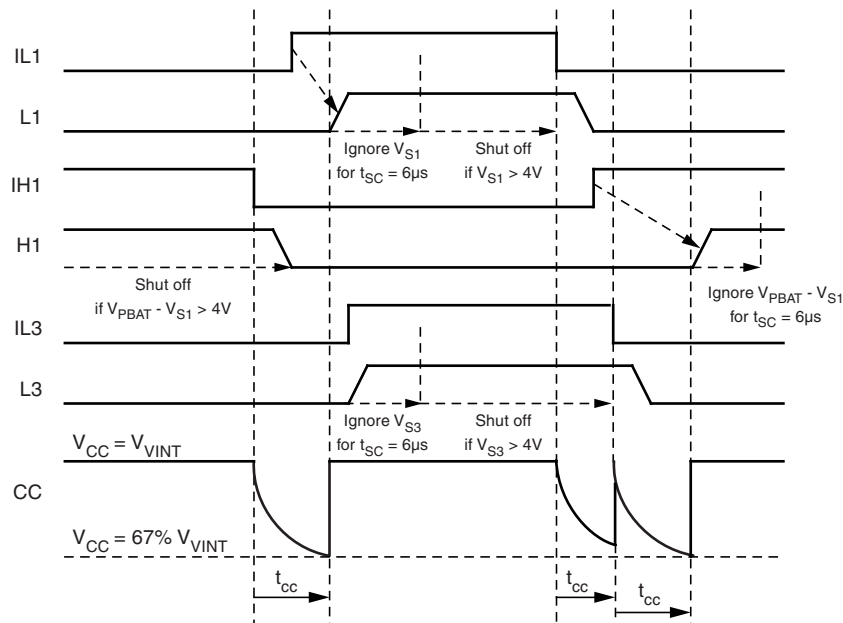 IL1
L1
Ignore VS1
for tSC = 6µs
Shut off
if VS1 > 4V
IH1
H1
Shut off
if VPBAT - VS1 > 4V
Ignore VPBAT - VS1
for tSC = 6µs
IL3
L3
Ignore VS3
for tSC = 6µs
Shut off
if VS3 > 4V
VCC = VVINT
CC
VCC = 67% VVINT
tcc
tcc
tcc